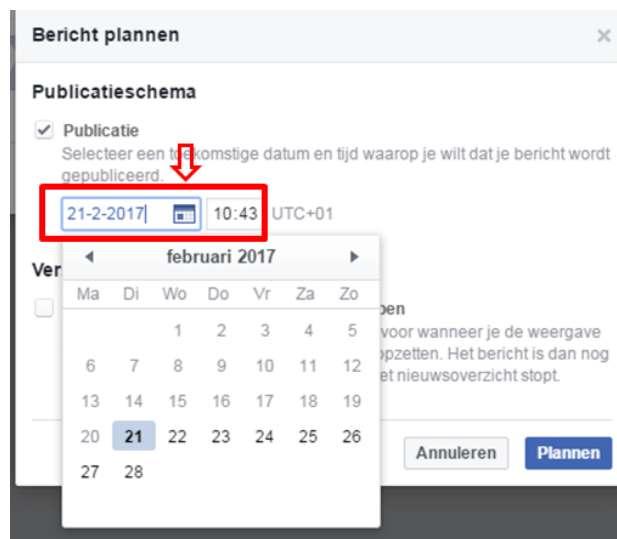 Bericht plannen ×
Publicatieschema
Publicatie
Selecteer een toekomstige datum en tijd waarop je wilt dat je bericht wordt
gepubliceerd.
21-2-2017 10:43 UTC+01
februari 2017
Ver
Ma Di Wo Do Vr Za Zo
1 2 3 4 5
voor wanneer je de weergave
6 7 8 9 10 11 12
opzetten. Het bericht is dan nog
et nieuwsoverzicht stopt.
13 14 15 16 17 18 19
20 21 22 23 24 25 26
Annuleren Plannen
27 28